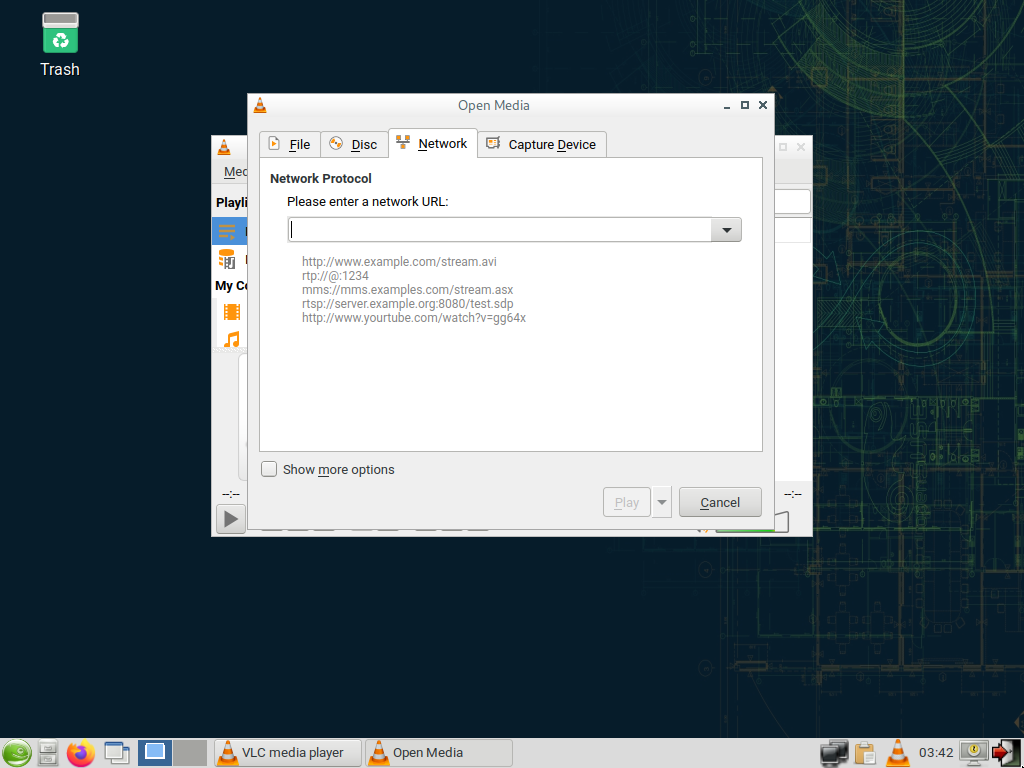 Trash
Open Media
File
Disc
Network
Capture Device
Med
Playli
My Co
Network Protocol
Please enter a network URL:
http://www.example.com/stream.avi
rtp://@:1234
mms://mms.examples.com/stream.asx
rtsp://server.example.org:8080/test.sdp
http://www.yourtube.com/watch?v=gg64x
Show more options
--:--
Play
Cancel
--:--
VLC media player
Open Media
03:42